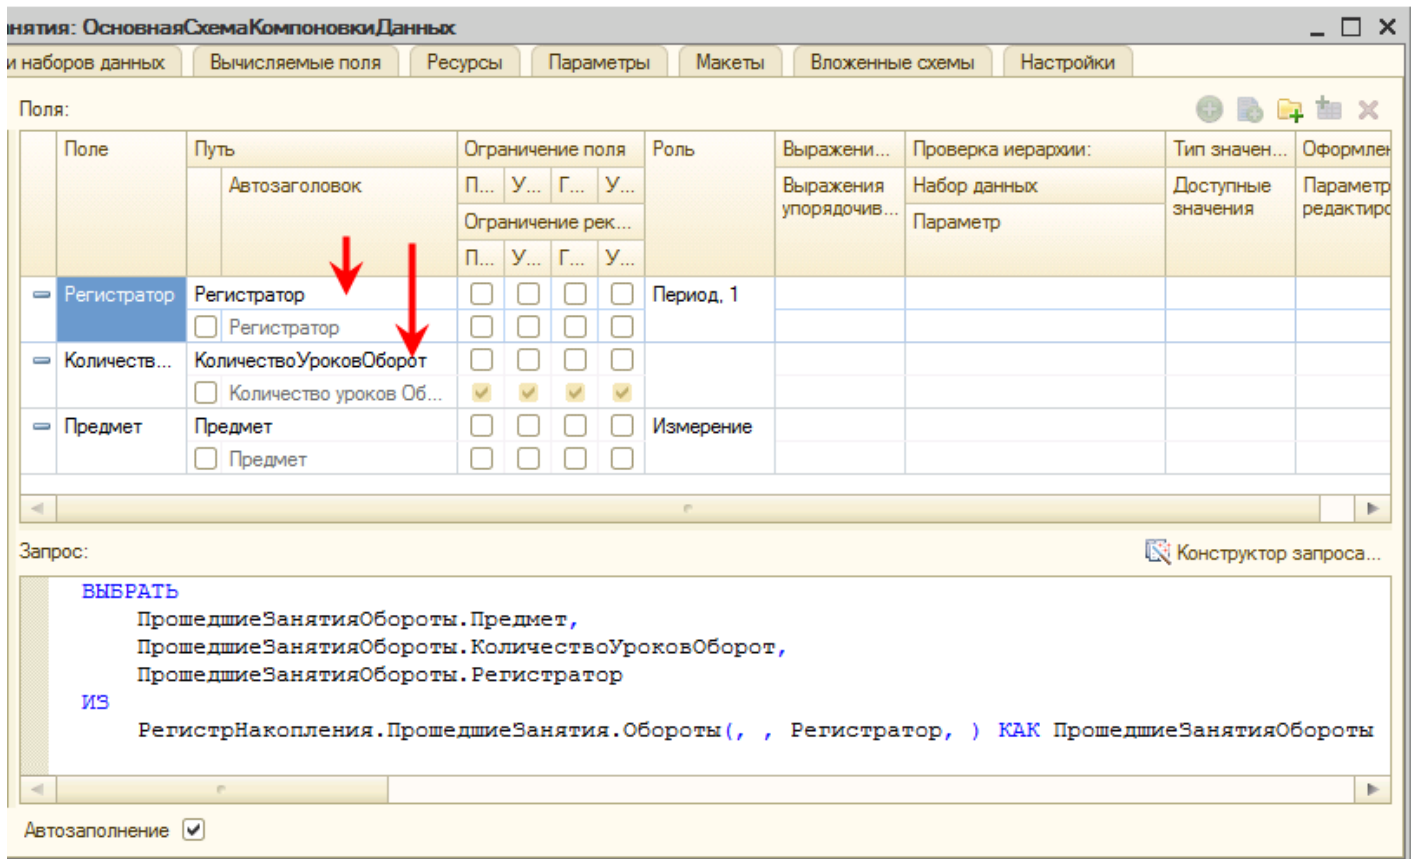 нятия: ОсновнаяСхемаКомпоновкиДанных
и наборов данных Вычисляемые поля Ресурсы Параметры Макеты Вложенные схемы Настройки
Поля:
Поле Путь Ограничение поля Роль Выражени... Проверка иерархии: Тип значен... Оформлен
Автозаголовок П... У... Г... У... Выражения упорядочив... Набор данных Доступные значения Параметр редактирс
Ограничение рек... Параметр
П... У... Г... У...
Регистратор Регистратор Период, 1
Регистратор
Количеств... КоличествоУроковОборот
Количество уроков Об...
Предмет Предмет Измерение
Предмет
Запрос: Конструктор запроса...
ВЫБРАТЬ
ПрошедшиеЗанятияОбороты.Предмет,
ПрошедшиеЗанятияОбороты.КоличествоУроковОборот,
ПрошедшиеЗанятияОбороты.Регистратор
ИЗ
РегистрНакопления.ПрошедшиеЗанятия.Обороты(, , Регистратор, ) КАК ПрошедшиеЗанятияОбороты
Автозаполнение